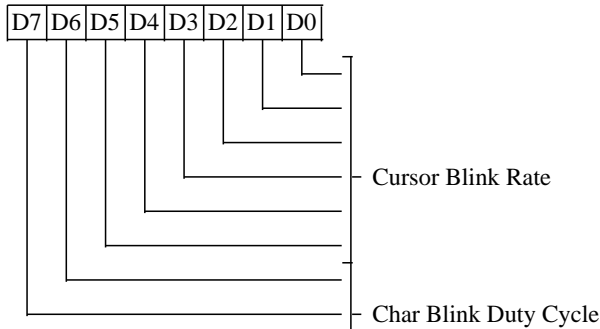 D7 D6 D5 D4 D3 D2 D1 D0
Cursor Blink Rate
Char Blink Duty Cycle